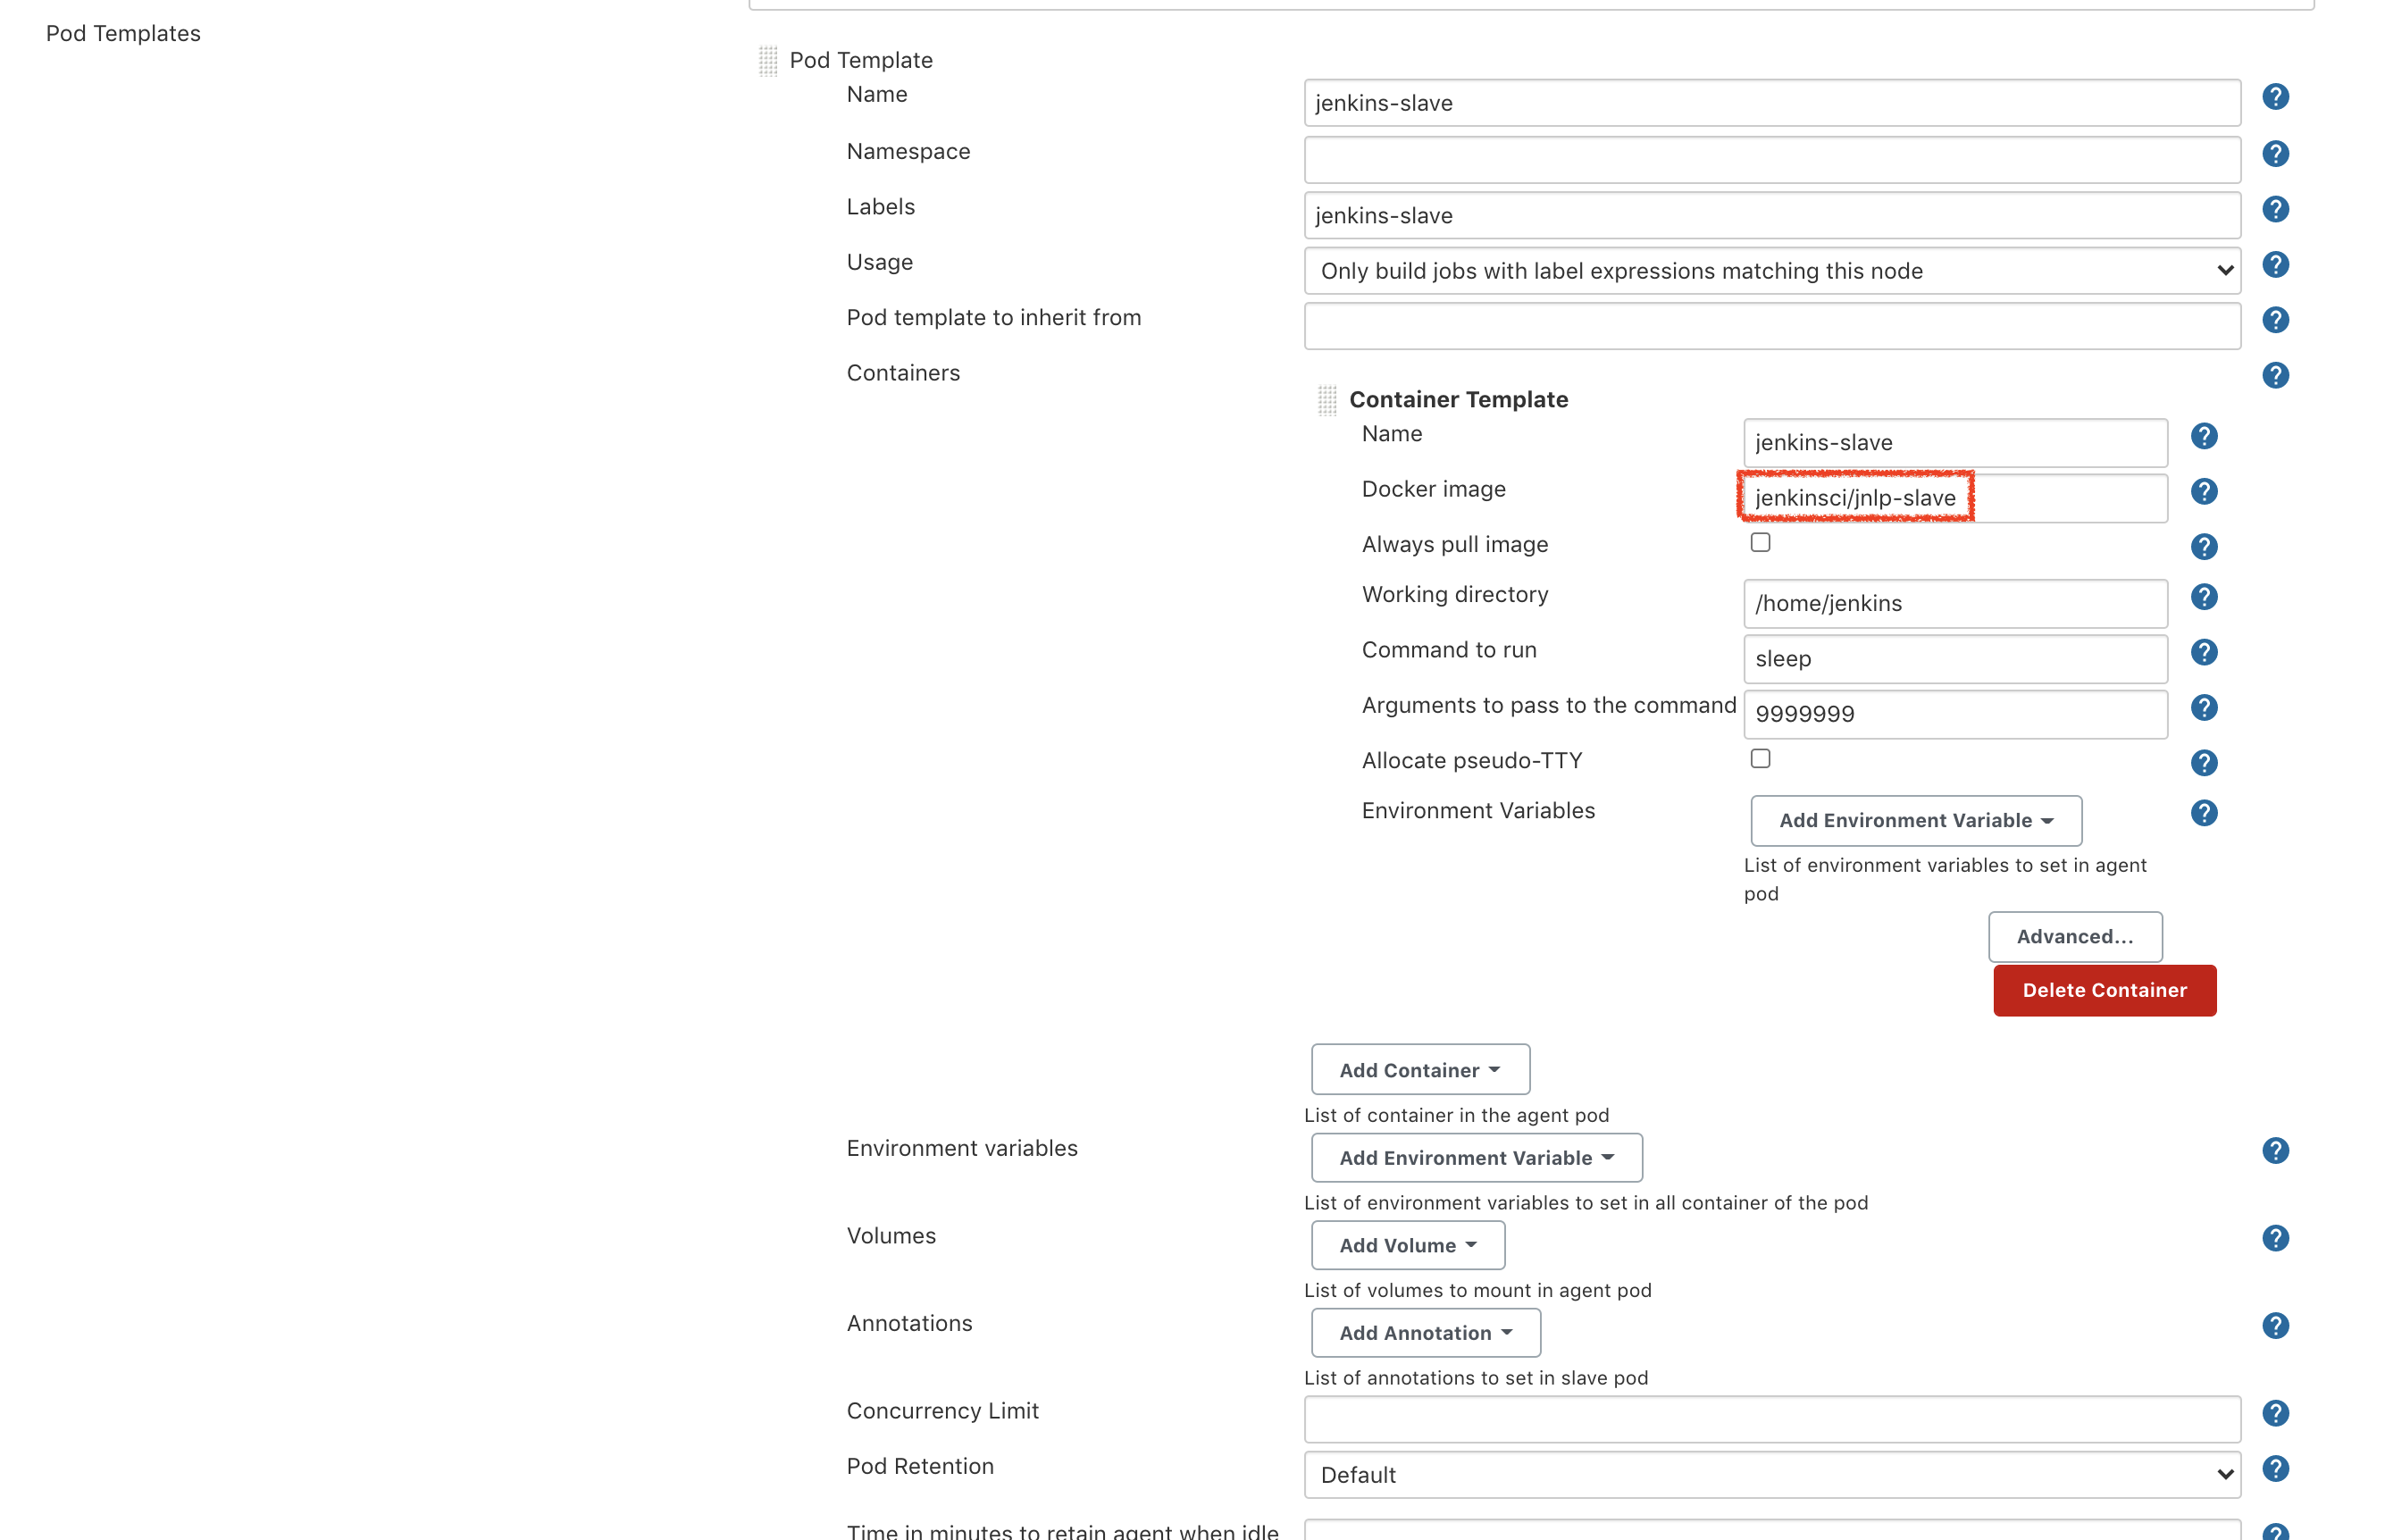 Pod Templates
Pod Template
Name
jenkins-slave
Namespace
Labels
jenkins-slave
Usage
Only build jobs with label expressions matching this node
Pod template to inherit from
Containers
Container Template
Name
jenkins-slave
Docker image
jenkinsci/jnlp-slave
Always pull image
Working directory
/home/jenkins
Command to run
sleep
Arguments to pass to the command
9999999
Allocate pseudo-TTY
Environment Variables
Add Environment Variable
List of environment variables to set in agent
pod
Advanced...
Delete Container
Add Container
List of container in the agent pod
Environment variables
Add Environment Variable
List of environment variables to set in all container of the pod
Volumes
Add Volume
List of volumes to mount in agent pod
Annotations
Add Annotation
List of annotations to set in slave pod
Concurrency Limit
Pod Retention
Default
Time in minutes to retain agent when idle